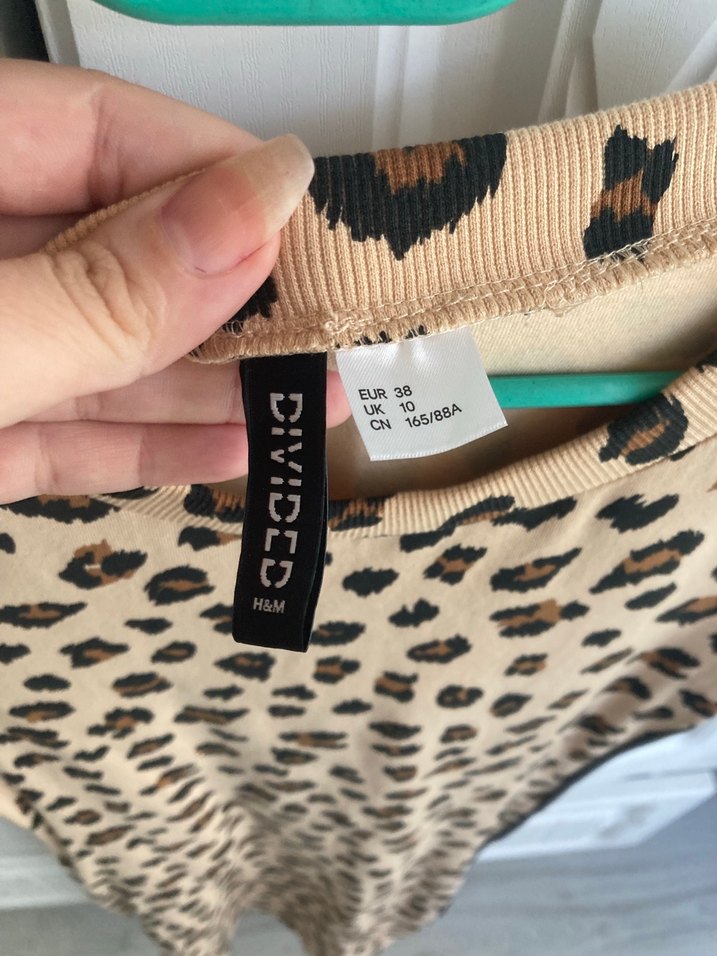 DIVIDED
H&M
EUR 38
UK 10
CN 165/88A